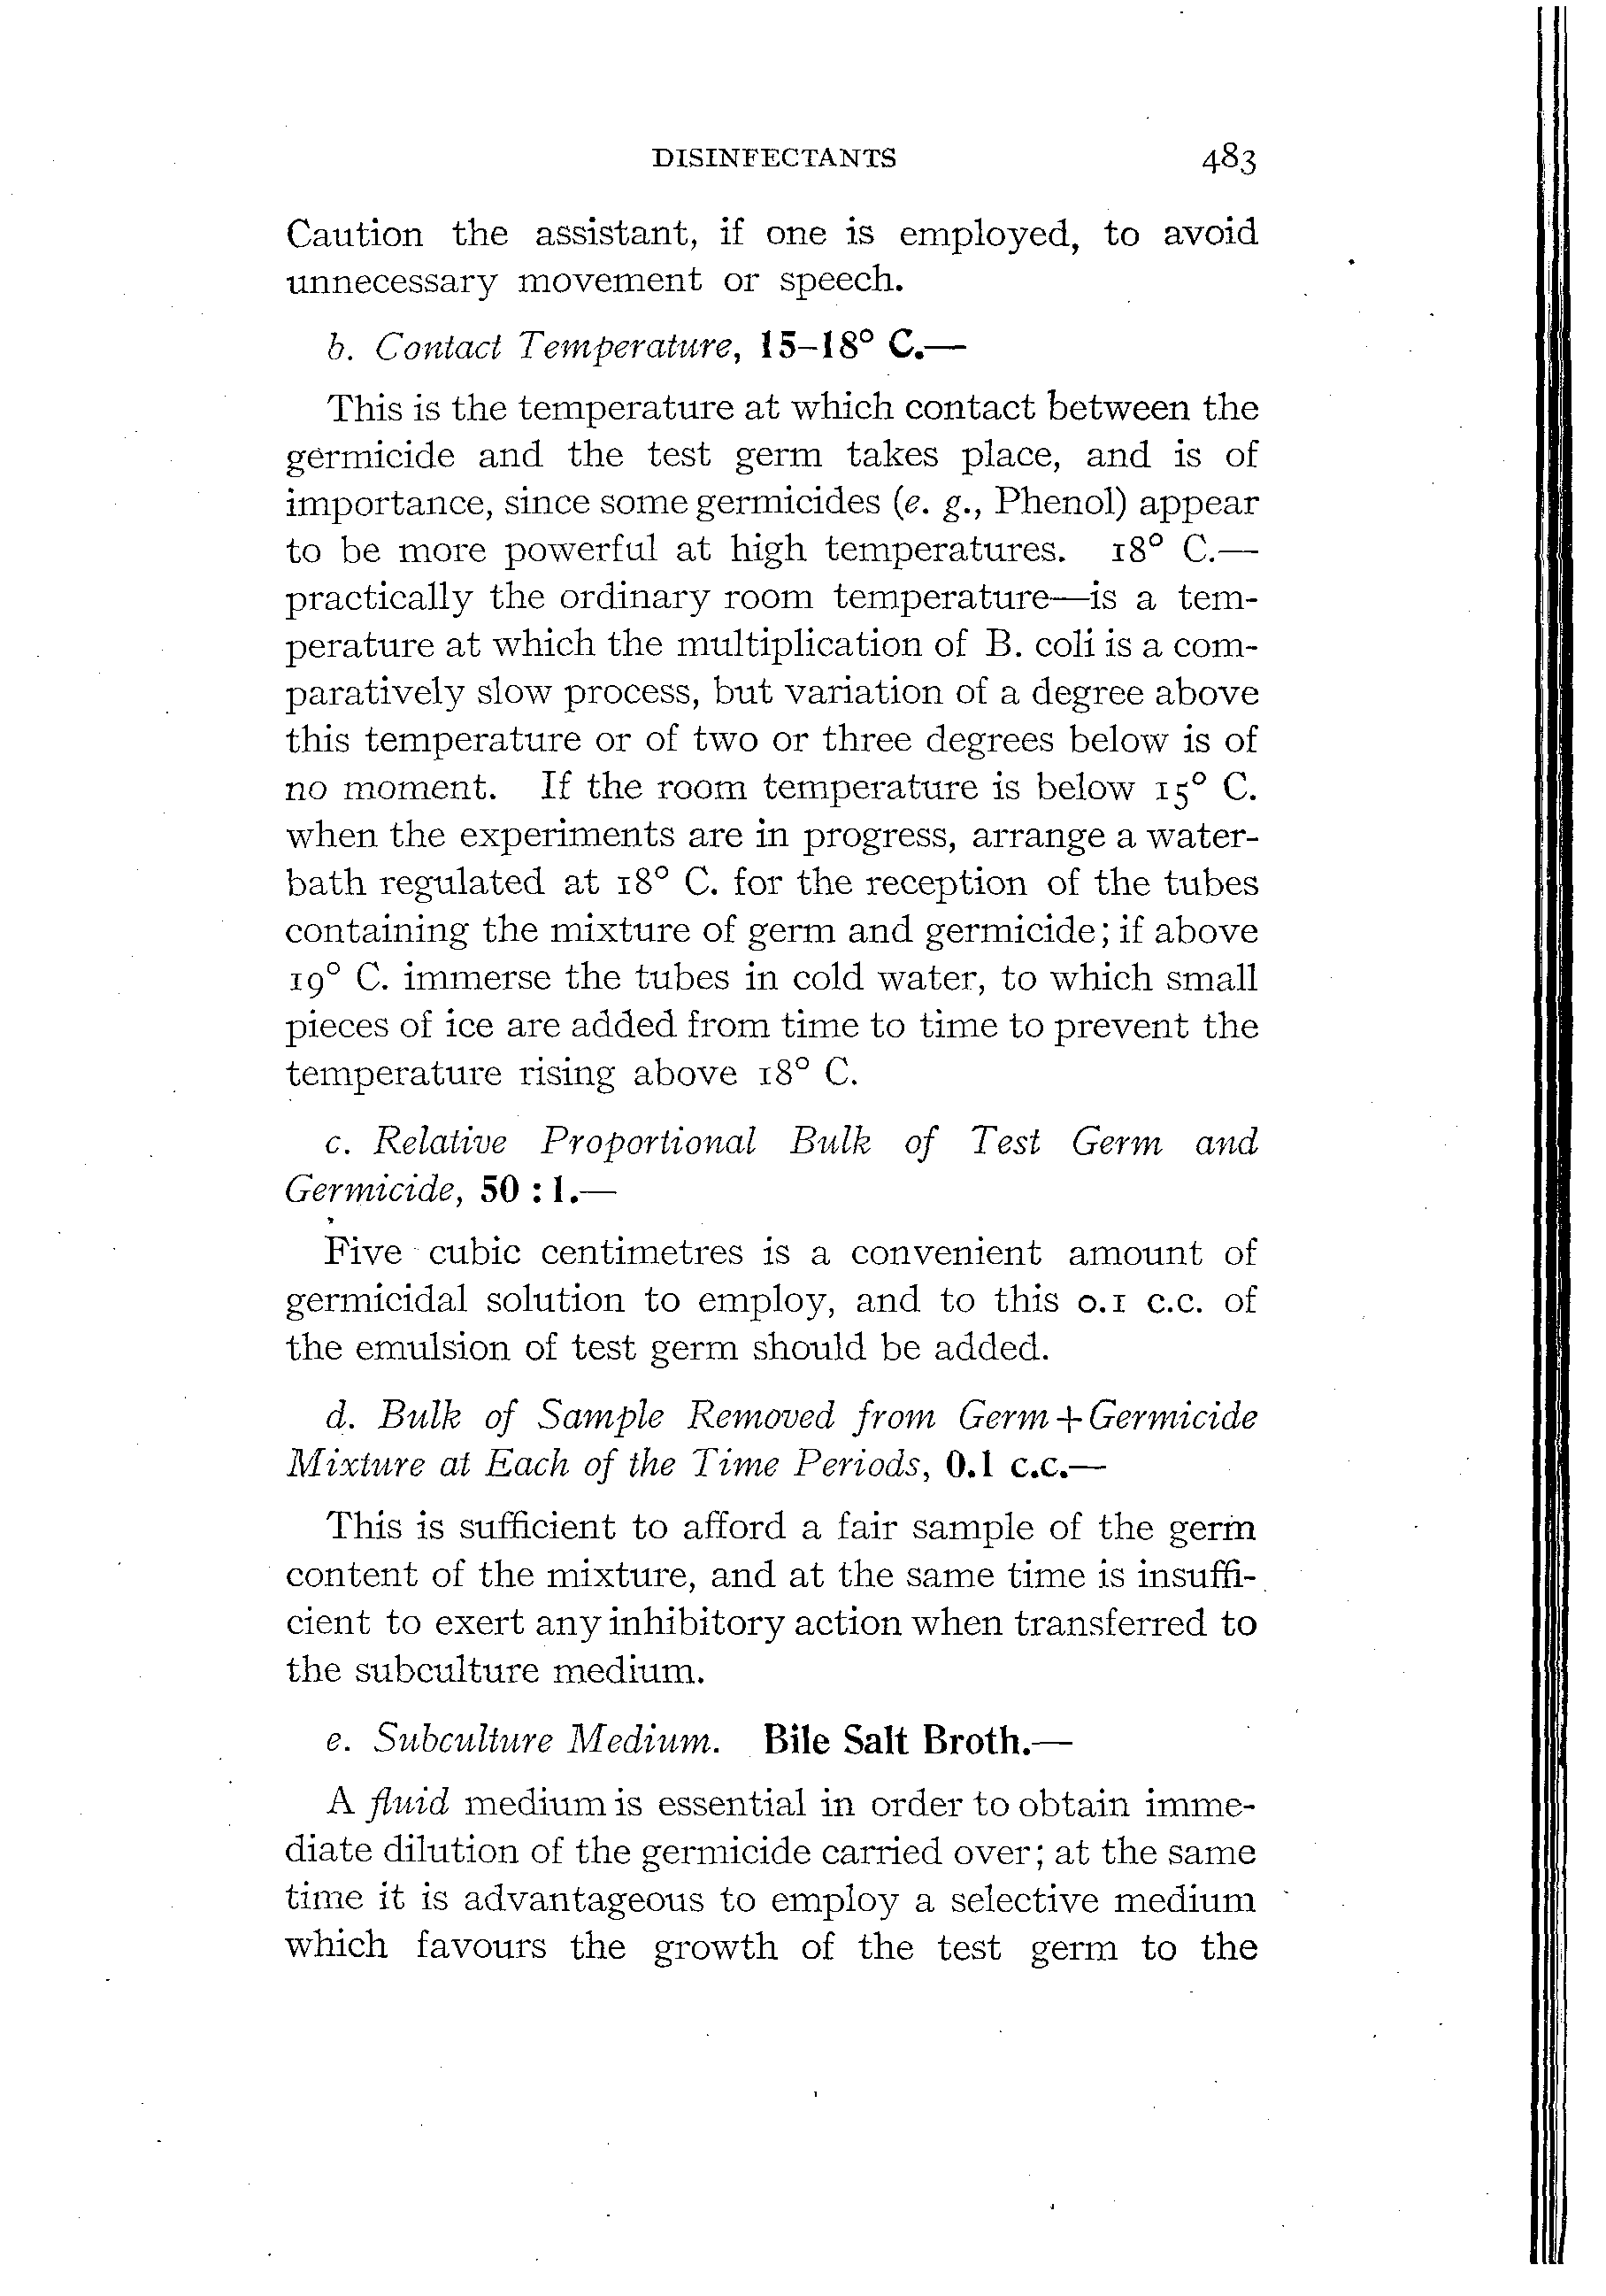 DISINFECTANTS 483
Caution the assistant, if one is employed, to avoid
unnecessary movement or speech.
b. Contact Temperature, 15–18° C.—
This is the temperature at which contact between the
germicide and the test germ takes place, and is of
importance, since some germicides (e. g., Phenol) appear
to be more powerful at high temperatures. 18° C.—
practically the ordinary room temperature—is a tem-
perature at which the multiplication of B. coli is a com-
paratively slow process, but variation of a degree above
this temperature or of two or three degrees below is of
no moment. If the room temperature is below 15° C.
when the experiments are in progress, arrange a water-
bath regulated at 18° C. for the reception of the tubes
containing the mixture of germ and germicide; if above
19° C. immerse the tubes in cold water, to which small
pieces of ice are added from time to time to prevent the
temperature rising above 18° C.
c. Relative Proportional Bulk of Test Germ and
Germicide, 50 : 1.—
Five cubic centimetres is a convenient amount of
germicidal solution to employ, and to this 0.1 c.c. of
the emulsion of test germ should be added.
d. Bulk of Sample Removed from Germ + Germicide
Mixture at Each of the Time Periods, 0.1 c.c.—
This is sufficient to afford a fair sample of the germ
content of the mixture, and at the same time is insuffi-
cient to exert any inhibitory action when transferred to
the subculture medium.
e. Subculture Medium. Bile Salt Broth.—
A fluid medium is essential in order to obtain imme-
diate dilution of the germicide carried over; at the same
time it is advantageous to employ a selective medium
which favours the growth of the test germ to the